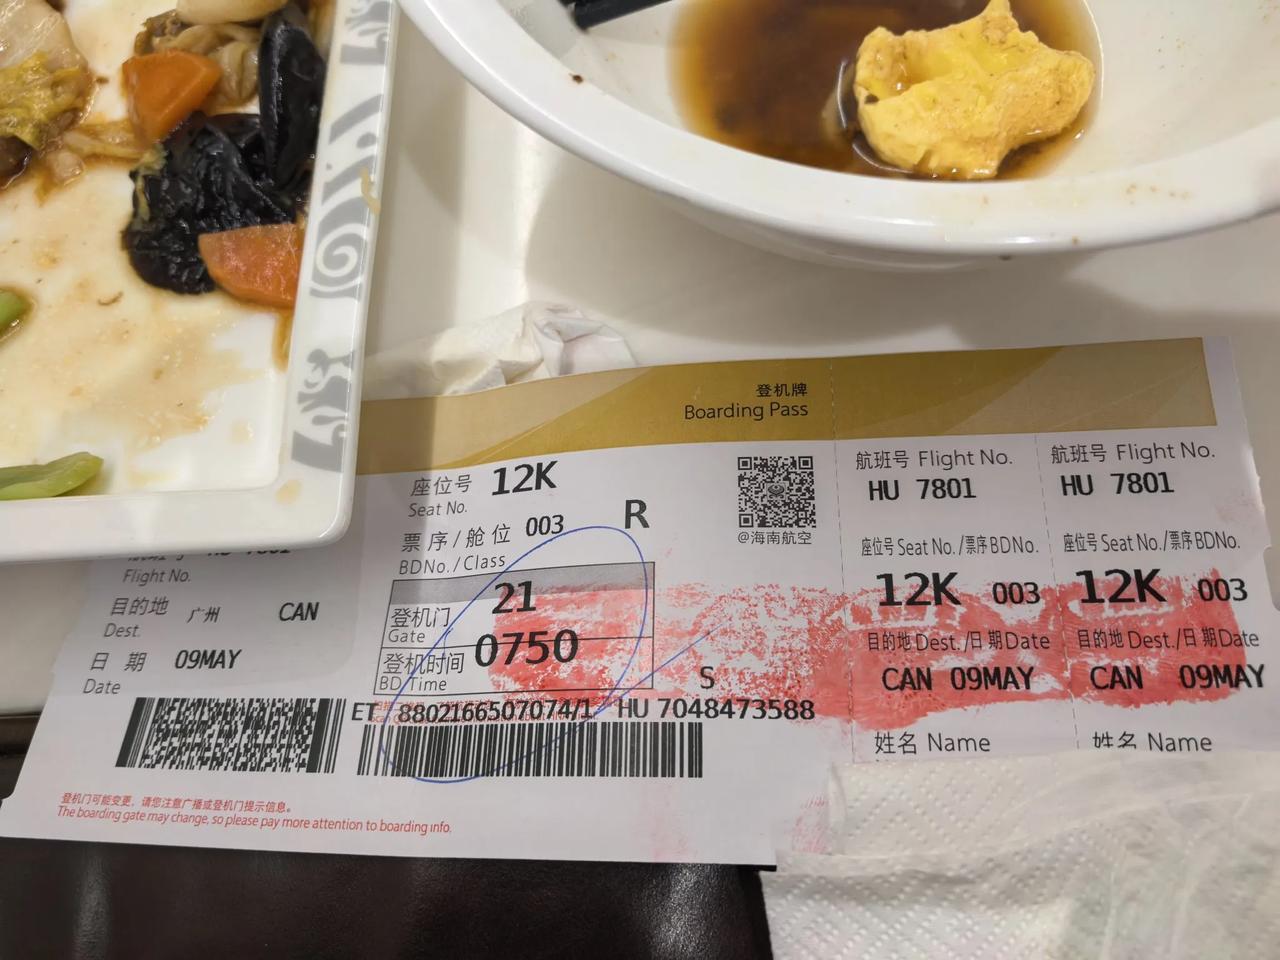 登机牌
Boarding Pass
座位号 12K
Seat No.
票序/舱位 003 R
BDNo./Class
Flight No.
目的地 广州 CAN
Dest.
日期 09MAY
Date
登机门 21
Gate
登机时间 0750
BD Time
S
ET 8802166507074/1 HU 7048473588
@海南航空
登机门可能变更，请您注意广播或登机门提示信息。
The boarding gate may change, so please pay more attention to boarding info.
航班号 Flight No.
HU 7801
座位号 Seat No./票序 BDNo.
12K 003
目的地 Dest./日期 Date
CAN 09MAY
姓名 Name
航班号 Flight No.
HU 7801
座位号 Seat No./票序 BDNo.
12K 003
目的地 Dest./日期 Date
CAN 09MAY
姓名 Name